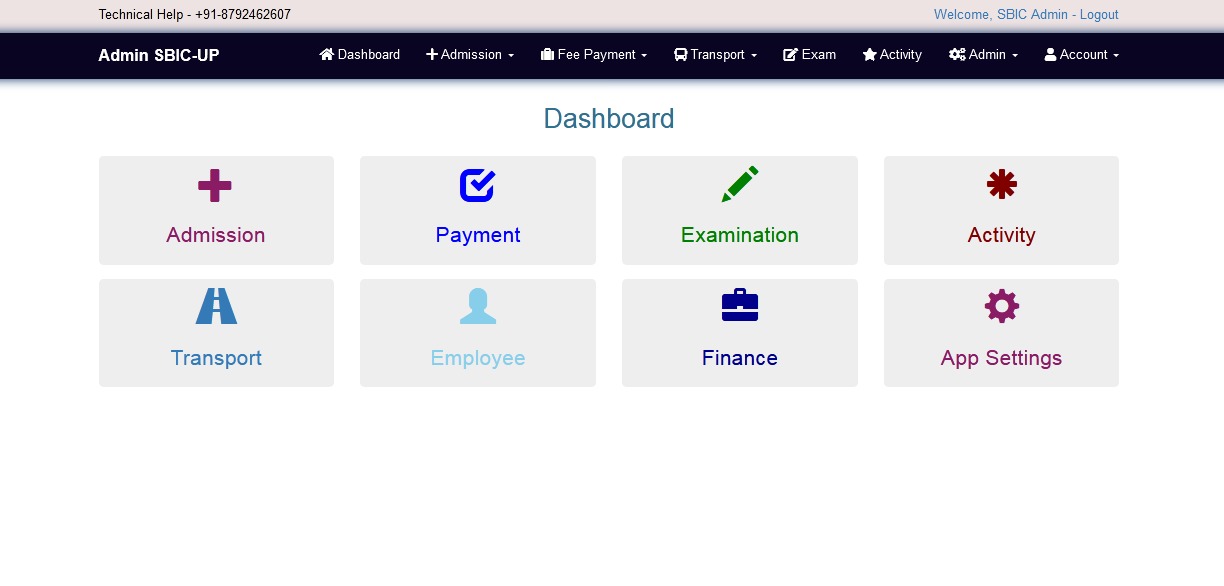 Technical Help - +91-8792462607 Welcome, SBIC Admin - Logout
Admin SBIC-UP Dashboard Admission Fee Payment Transport Exam Activity Admin Account
Dashboard
Admission Payment Examination Activity
Transport Employee Finance App Settings